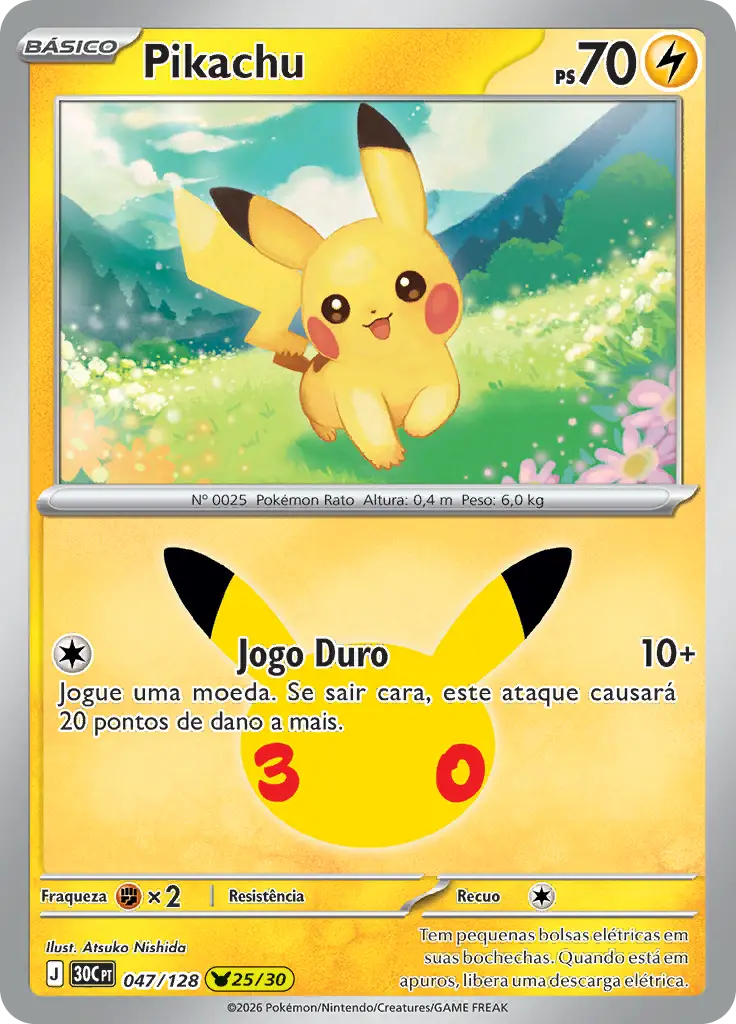 BÁSICO
Pikachu
PS70
Nº 0025 Pokémon Rato Altura: 0,4 m Peso: 6,0 kg
Jogo Duro 10+
Jogue uma moeda. Se sair cara, este ataque causará
20 pontos de dano a mais.
3 0
Fraqueza ×2 Resistência Recuo
Ilust. Atsuko Nishida
J 30C PT 047/128 25/30
Tem pequenas bolsas elétricas em
suas bochechas. Quando está em
apuros, libera uma descarga elétrica.
©2026 Pokémon/Nintendo/Creatures/GAME FREAK